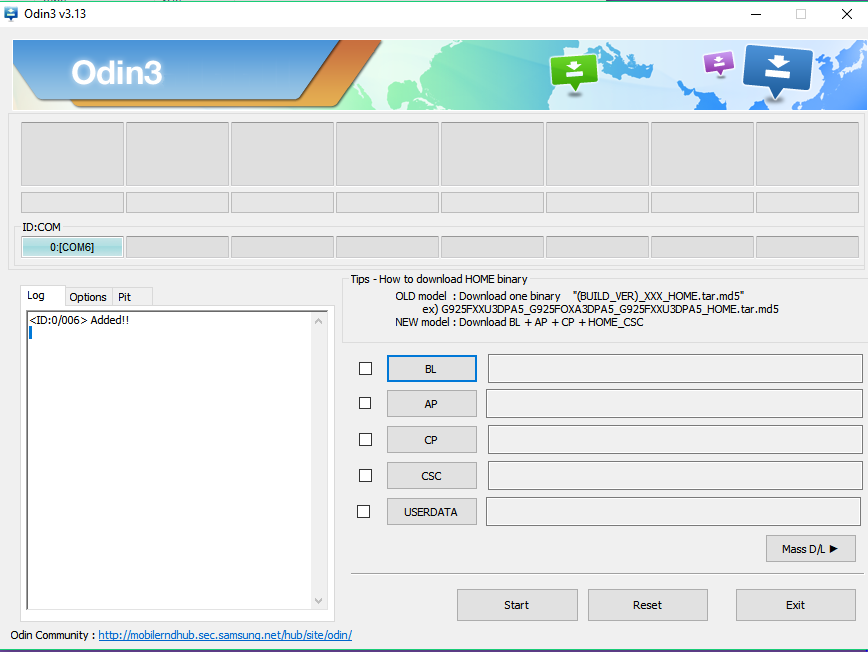 Odin3 v3.13
Odin3
ID:COM
0:[COM6]
Log
Options
Pit
<ID:0/006> Added!!
Tips - How to download HOME binary
OLD model : Download one binary "(BUILD_VER)_XXX_HOME.tar.md5"
ex) G925FXXU3DPA5_G925FOXA3DPA5_G925FXXU3DPA5_HOME.tar.md5
NEW model : Download BL + AP + CP + HOME_CSC
BL
AP
CP
CSC
USERDATA
Mass D/L ►
Start
Reset
Exit
Odin Community : http://mobilerndhub.sec.samsung.net/hub/site/odin/